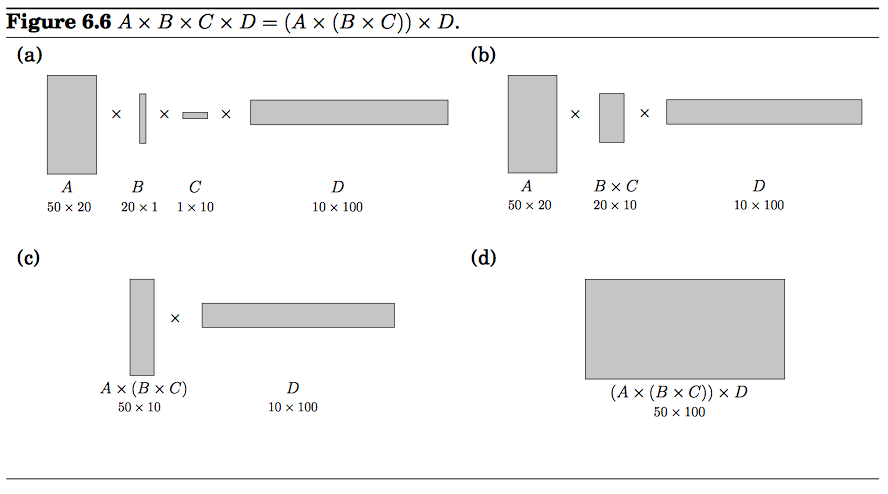 Figure 6.6 A × B × C × D = (A × (B × C)) × D.
(a)
× × ×
A B C D
50 × 20 20 × 1 1 × 10 10 × 100
(b)
× ×
A B × C D
50 × 20 20 × 10 10 × 100
(c)
×
A × (B × C) D
50 × 10 10 × 100
(d)
(A × (B × C)) × D
50 × 100